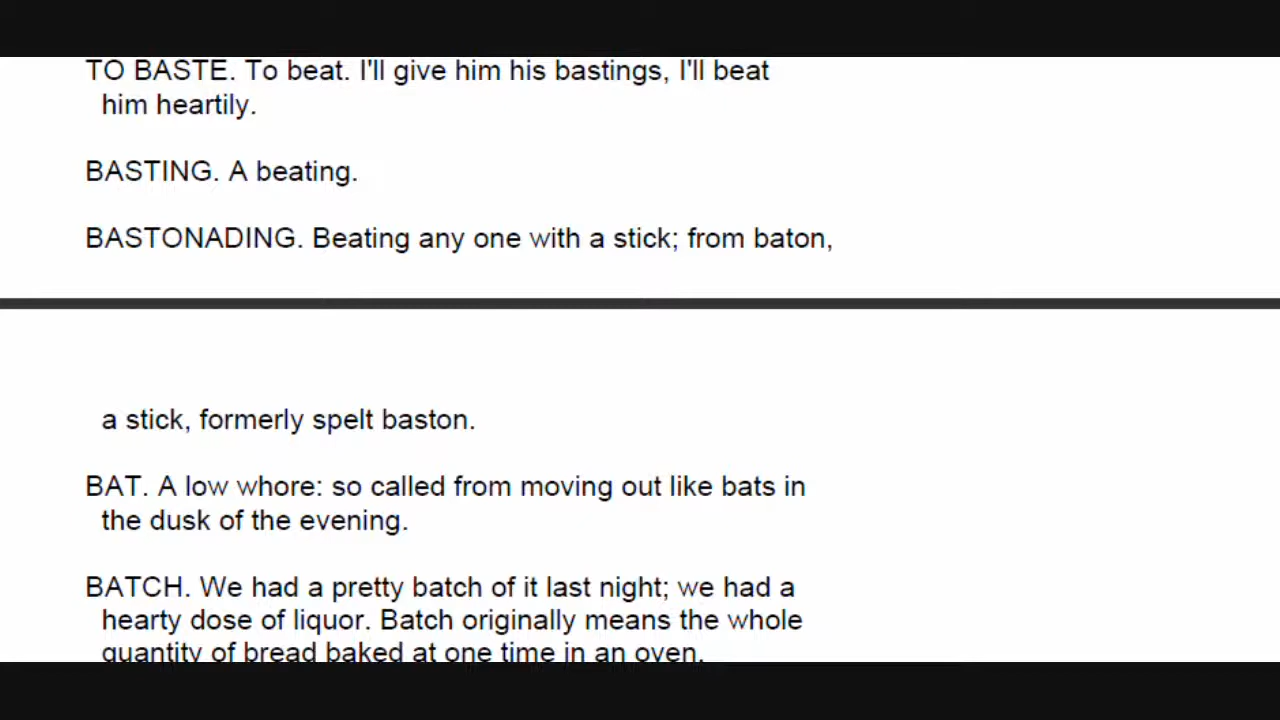 TO BASTE. To beat. I'll give him his bastings, I'll beat
him heartily.
BASTING. A beating.
BASTONADING. Beating any one with a stick; from baton,
a stick, formerly spelt baston.
BAT. A low whore: so called from moving out like bats in
the dusk of the evening.
BATCH. We had a pretty batch of it last night; we had a
hearty dose of liquor. Batch originally means the whole
quantity of bread baked at one time in an oven.